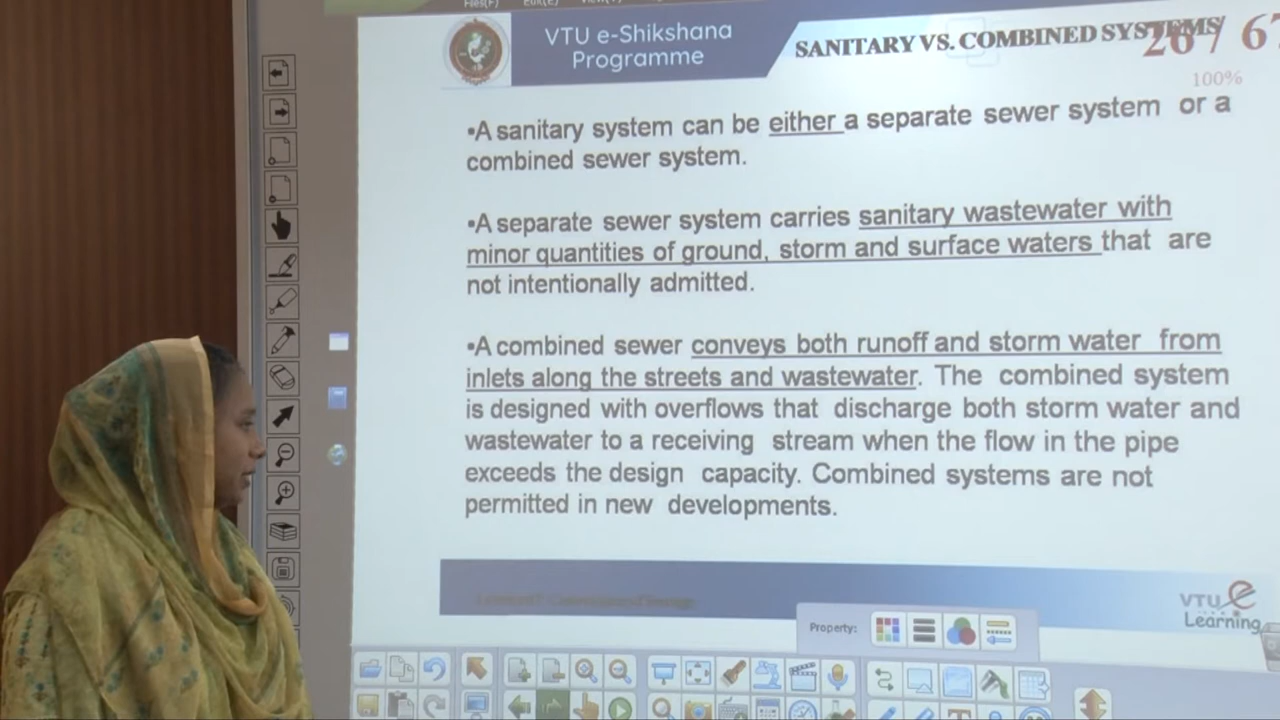 Files(F) Edit(E)
VTU e-Shikshana
Programme
SANITARY VS. COMBINED SYSTEMS
26 / 67
100%
▪A sanitary system can be either a separate sewer system or a
combined sewer system.
▪A separate sewer system carries sanitary wastewater with
minor quantities of ground, storm and surface waters that are
not intentionally admitted.
▪A combined sewer conveys both runoff and storm water from
inlets along the streets and wastewater. The combined system
is designed with overflows that discharge both storm water and
wastewater to a receiving stream when the flow in the pipe
exceeds the design capacity. Combined systems are not
permitted in new developments.
VTU e
Learning
Property: